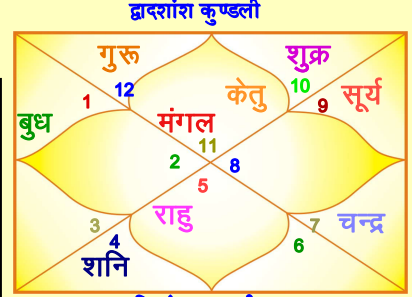 द्वादशांश कुण्डली
गुरू शुक्र
12 केतु 10 सूर्य
1 9
बुध मंगल
11
2 8
5
3 राहु 7 चन्द्र
4 6
शनि